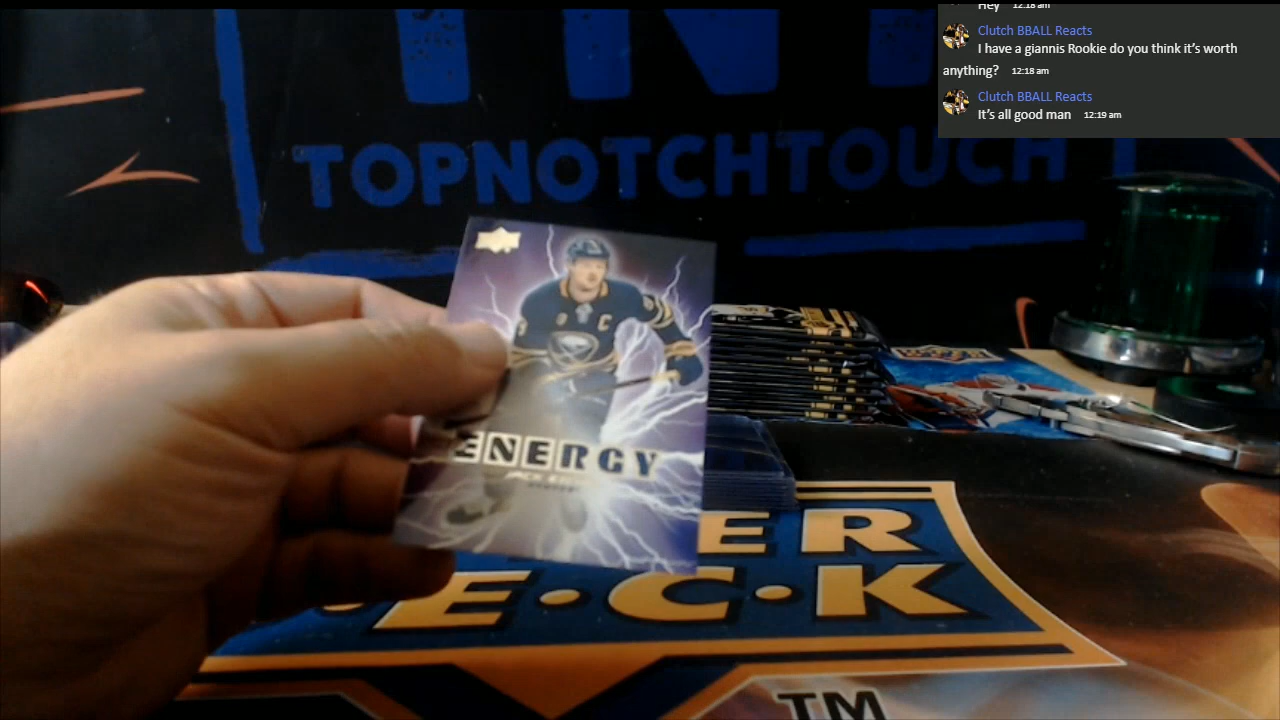 Hey 12:18 am
Clutch BBALL Reacts
I have a giannis Rookie do you think it's worth
anything? 12:18 am
Clutch BBALL Reacts
It's all good man 12:19 am
TOPNOTCHTOUCH
C
ENERGY
ER
E•C•K
TM